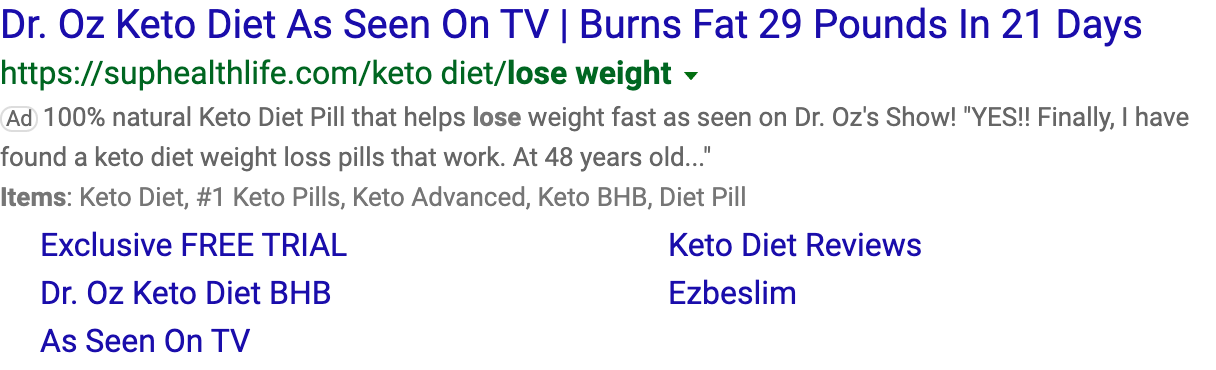 Dr. Oz Keto Diet As Seen On TV | Burns Fat 29 Pounds In 21 Days
https://suphealthlife.com/keto diet/lose weight
Ad 100% natural Keto Diet Pill that helps lose weight fast as seen on Dr. Oz's Show! "YES!! Finally, I have
found a keto diet weight loss pills that work. At 48 years old..."
Items: Keto Diet, #1 Keto Pills, Keto Advanced, Keto BHB, Diet Pill
Exclusive FREE TRIAL
Keto Diet Reviews
Dr. Oz Keto Diet BHB
Ezbeslim
As Seen On TV